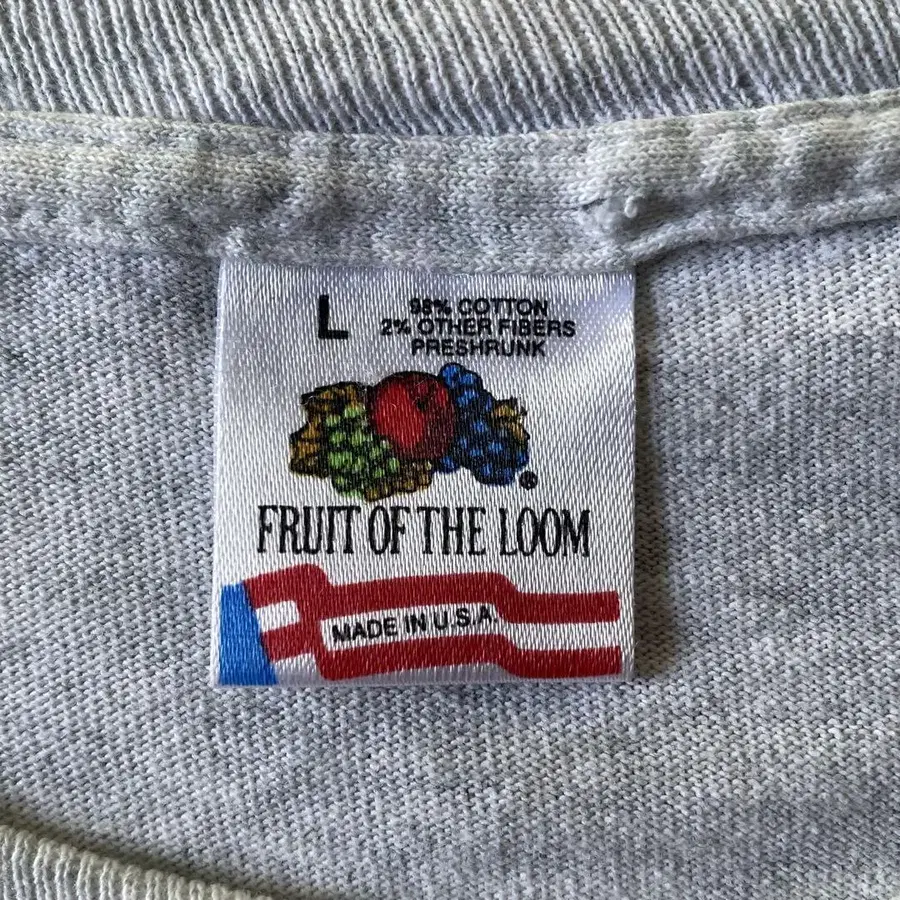 L
98% COTTON
2% OTHER FIBERS
PRESHRUNK
®
FRUIT OF THE LOOM
MADE IN U.S.A.